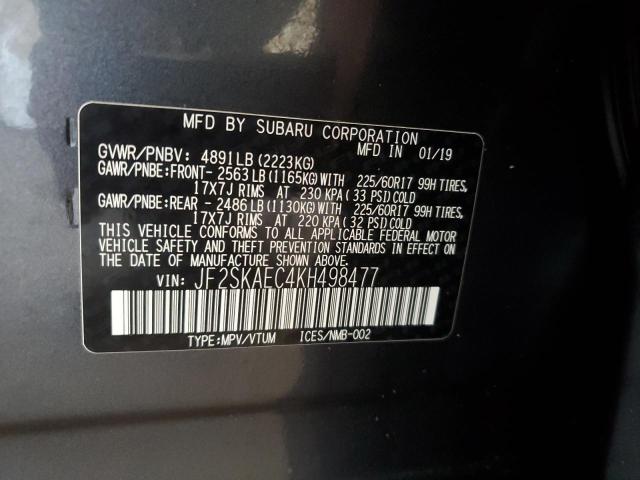 MFD BY SUBARU CORPORATION
MFD IN 01/19
GVWR/PNBV: 4891LB(2223KG)
GAWR/PNBE:FRONT- 2563LB(1165KG)WITH 225/60R17 99H TIRES,
17X7J RIMS AT 230 KPA(33 PSI)COLD
GAWR/PNBE:REAR - 2486LB(1130KG)WITH 225/60R17 99H TIRES,
17X7J RIMS AT 220 KPA(32 PSI)COLD
THIS VEHICLE CONFORMS TO ALL APPLICABLE FEDERAL MOTOR
VEHICLE SAFETY AND THEFT PREVENTION STANDARDS IN EFFECT ON
THE DATE OF MANUFACTURE SHOWN ABOVE.
VIN: JF2SKAEC4KH498477
TYPE:MPV/VTUM ICES/NMB-002